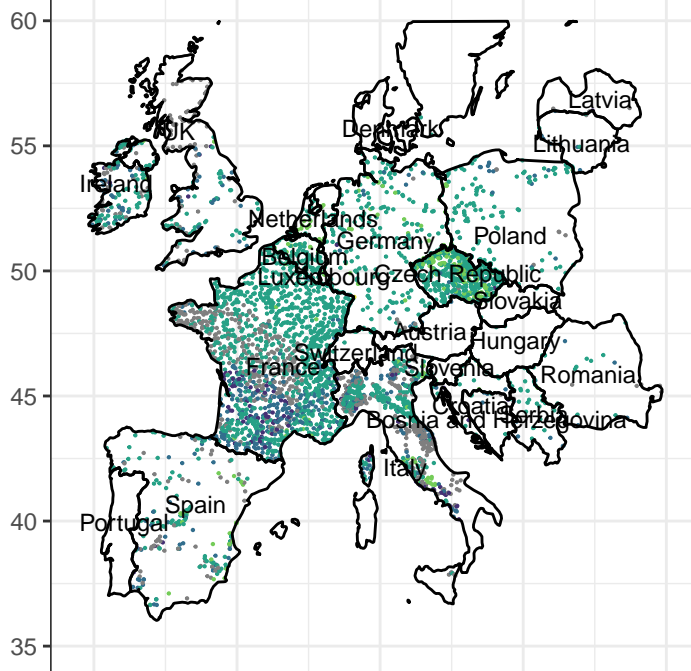 60
Latvia
UK
Denmark
55
Lithuania
Ireland
Netherlands
Germany
Poland
Belgium
50
Luxembourg
Czech Republic
Slovakia
Austria
Hungary
Switzerland
France
Slovenia
Romania
45
Croatia
Serbia
Bosnia and Herzegovina
Italy
Spain
40
Portugal
35